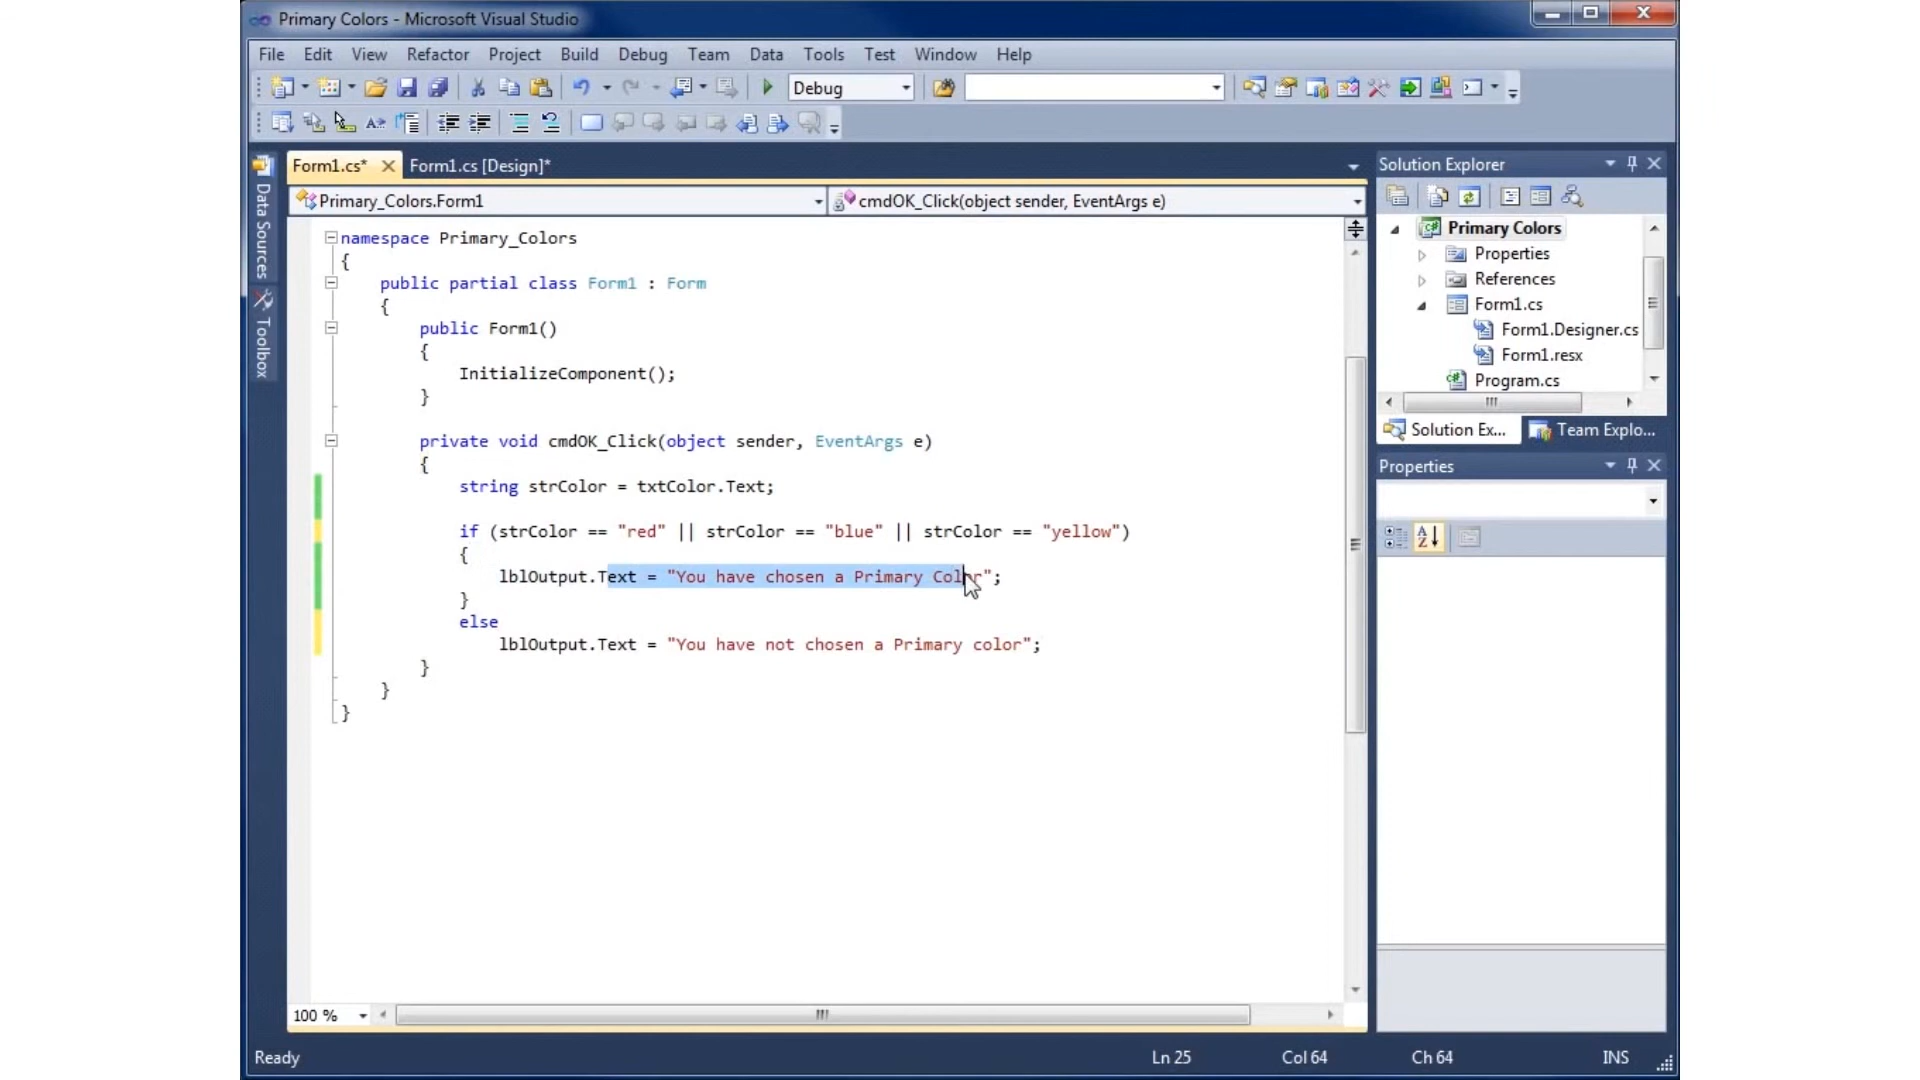 Primary Colors - Microsoft Visual Studio
File Edit View Refactor Project Build Debug Team Data Tools Test Window Help
Debug
Form1.cs* Form1.cs [Design]*
Primary_Colors.Form1 cmdOK_Click(object sender, EventArgs e)
Data Sources
Toolbox
namespace Primary_Colors
{
public partial class Form1 : Form
{
public Form1()
{
InitializeComponent();
}
private void cmdOK_Click(object sender, EventArgs e)
{
string strColor = txtColor.Text;
if (strColor == "red" || strColor == "blue" || strColor == "yellow")
{
lblOutput.Text = "You have chosen a Primary Color";
}
else
lblOutput.Text = "You have not chosen a Primary color";
}
}
}
100 %
Solution Explorer
Primary Colors
Properties
References
Form1.cs
Form1.Designer.cs
Form1.resx
Program.cs
Solution Ex... Team Explo...
Properties
Ready Ln 25 Col 64 Ch 64 INS